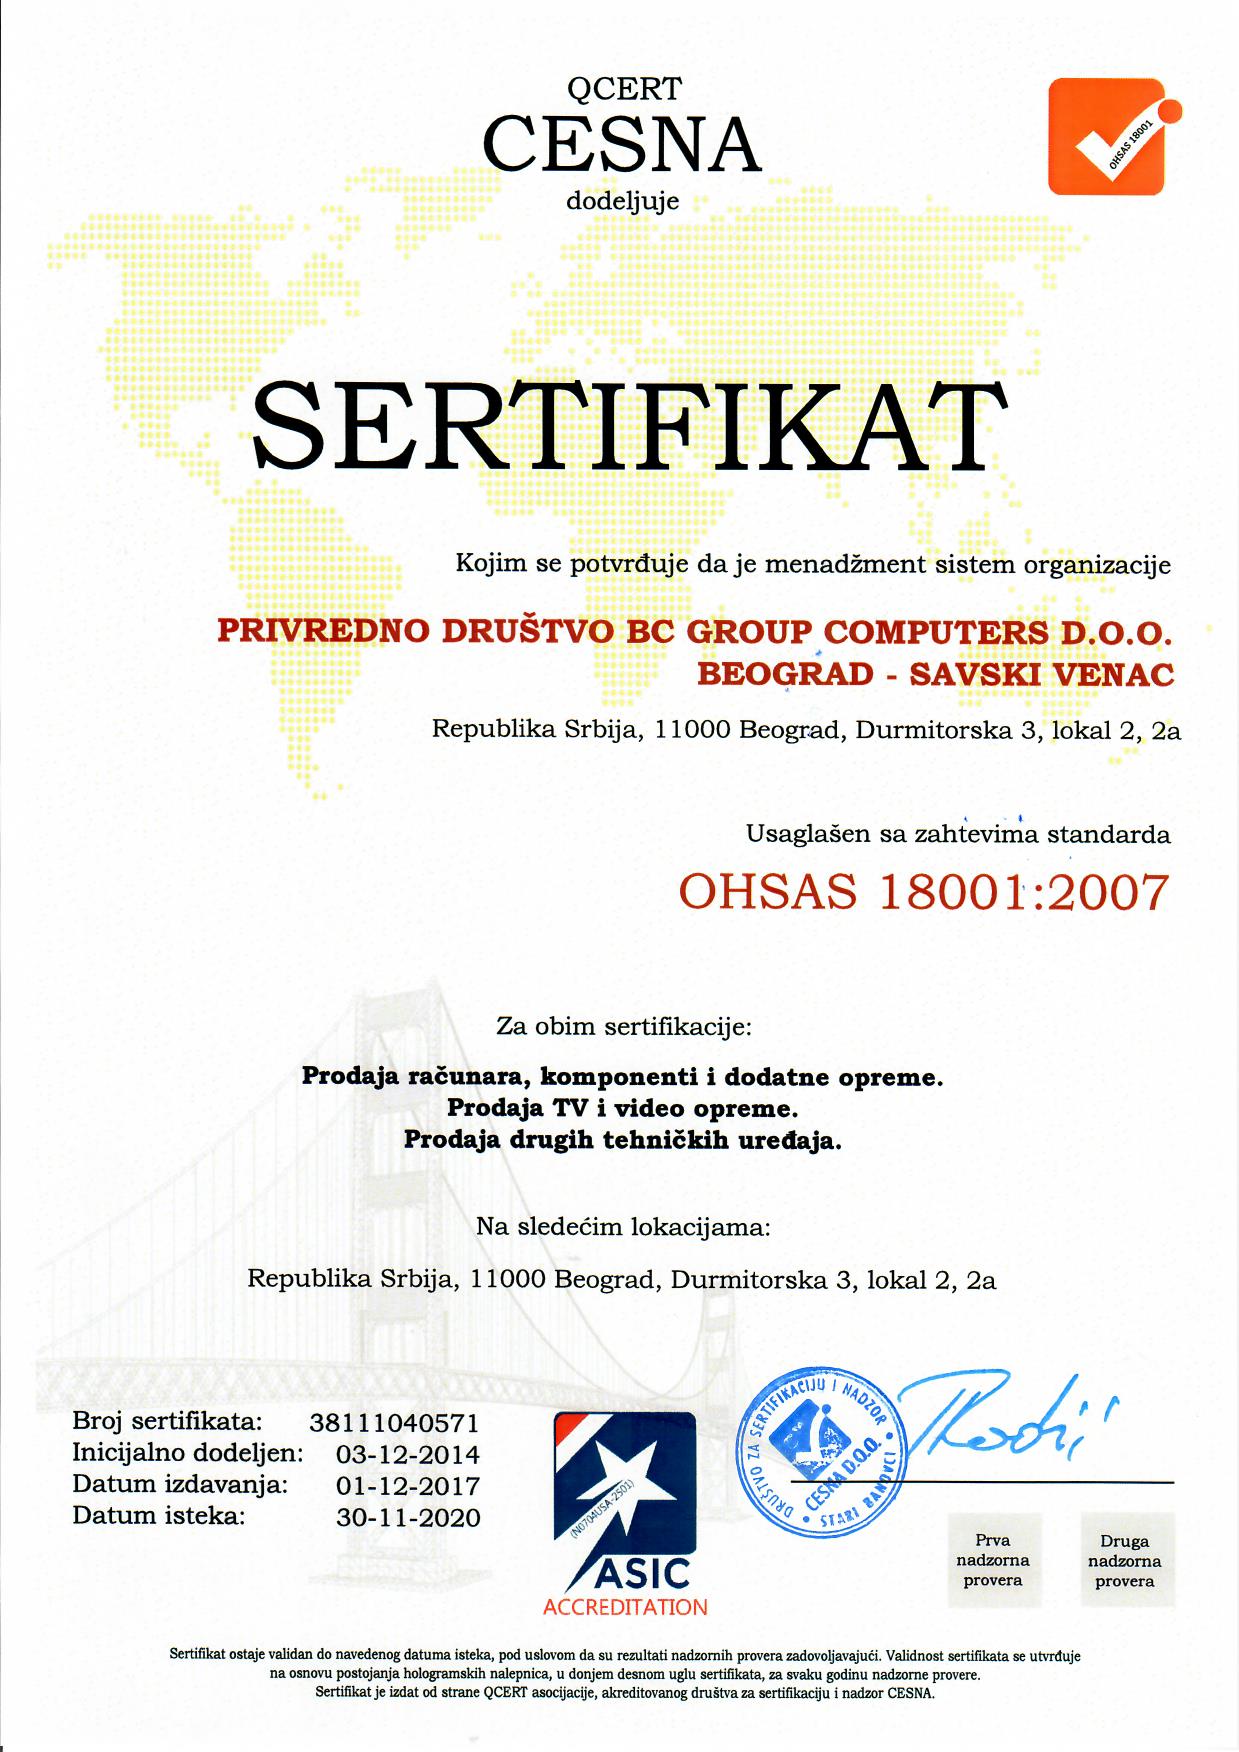 QCERT
CESNA
dodeljuje
OHSAS 18001
SERTIFIKAT
Kojim se potvrđuje da je menadžment sistem organizacije
PRIVREDNO DRUŠTVO BC GROUP COMPUTERS D.O.O.
BEOGRAD - SAVSKI VENAC
Republika Srbija, 11000 Beograd, Durmitorska 3, lokal 2, 2a
Usaglašen sa zahtevima standarda
OHSAS 18001:2007
Za obim sertifikacije:
Prodaja računara, komponenti i dodatne opreme.
Prodaja TV i video opreme.
Prodaja drugih tehničkih uređaja.
Na sledećim lokacijama:
Republika Srbija, 11000 Beograd, Durmitorska 3, lokal 2, 2a
Broj sertifikata: 38111040571
Inicijalno dodeljen: 03-12-2014
Datum izdavanja: 01-12-2017
Datum isteka: 30-11-2020
(N0704USA-2501)
ASIC
ACCREDITATION
DRUŠTVO ZA SERTIFIKACIJU I NADZOR
CESNA D.O.O.
STARI BANOVCI
Prva
nadzorna
provera
Druga
nadzorna
provera
Sertifikat ostaje validan do navedenog datuma isteka, pod uslovom da su rezultati nadzornih provera zadovoljavajući. Validnost sertifikata se utvrđuje
na osnovu postojanja hologramskih nalepnica, u donjem desnom uglu sertifikata, za svaku godinu nadzorne provere.
Sertifikat je izdat od strane QCERT asocijacije, akreditovanog društva za sertifikaciju i nadzor CESNA.